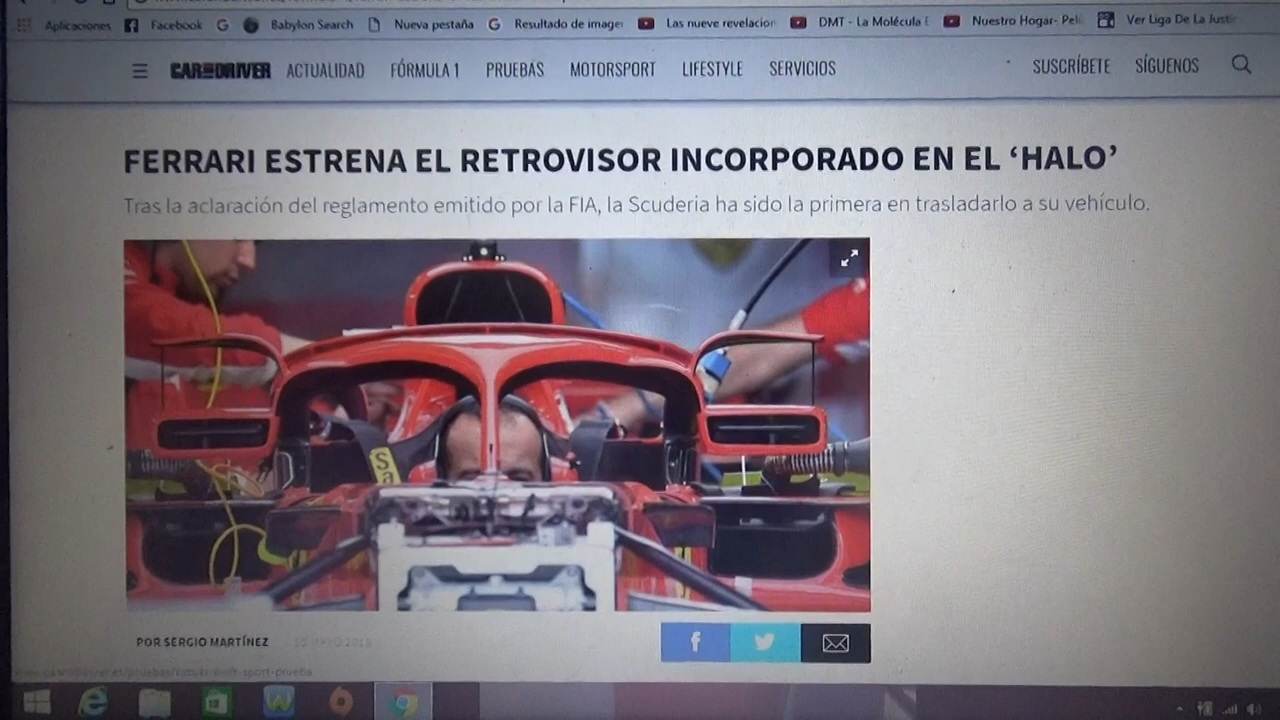 Aplicaciones Facebook Babylon Search Nueva pestaña Resultado de image Las nueve revelacion DMT - La Molécula E Nuestro Hogar- Pelí Ver Liga De La Justi
CAR AND DRIVER ACTUALIDAD FÓRMULA 1 PRUEBAS MOTORSPORT LIFESTYLE SERVICIOS SUSCRÍBETE SÍGUENOS
FERRARI ESTRENA EL RETROVISOR INCORPORADO EN EL ‘HALO’
Tras la aclaración del reglamento emitido por la FIA, la Scuderia ha sido la primera en trasladarlo a su vehículo.
Sa
POR SERGIO MARTÍNEZ